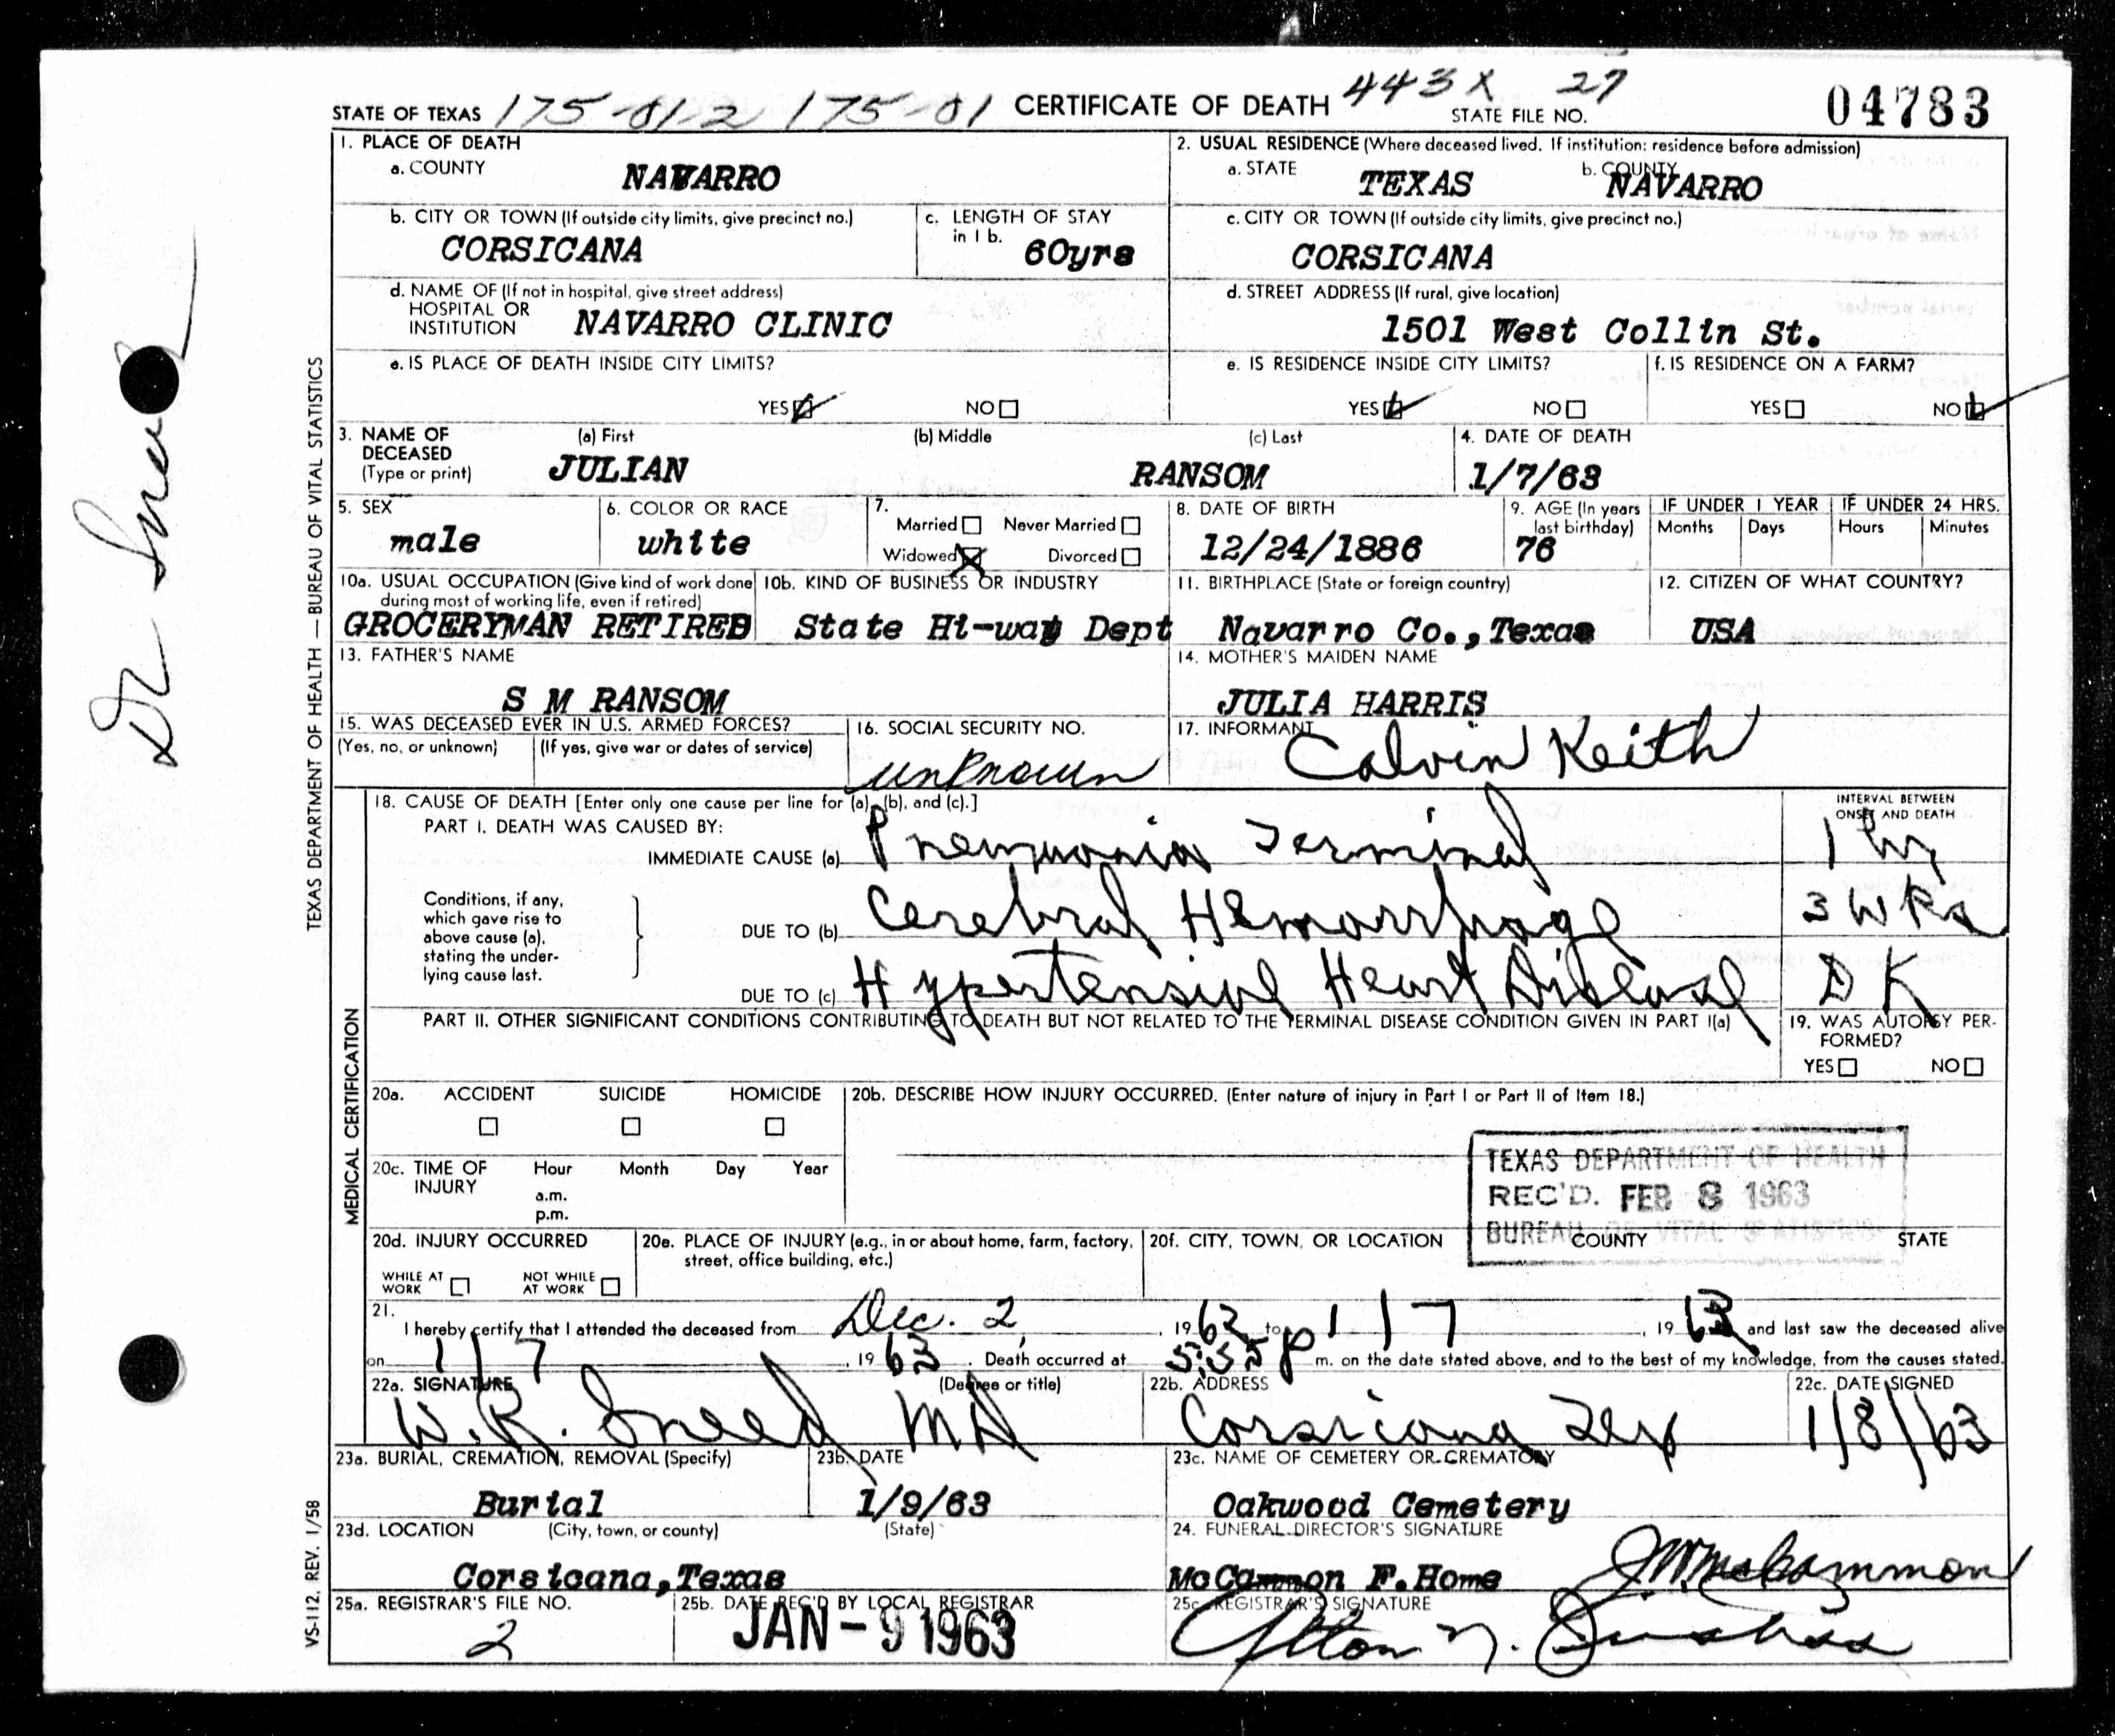 STATE OF TEXAS 175-01-2 175-01 CERTIFICATE OF DEATH 443X 27 STATE FILE NO. 04783
1. PLACE OF DEATH
a. COUNTY NAVARRO
2. USUAL RESIDENCE (Where deceased lived. If institution: residence before admission)
a. STATE TEXAS b. COUNTY NAVARRO
b. CITY OR TOWN (If outside city limits, give precinct no.) CORSICANA
c. LENGTH OF STAY in 1 b. 60yrs
c. CITY OR TOWN (If outside city limits, give precinct no.) CORSICANA
d. NAME OF (If not in hospital, give street address)
HOSPITAL OR
INSTITUTION NAVARRO CLINIC
d. STREET ADDRESS (If rural, give location)
1501 West Collin St.
e. IS PLACE OF DEATH INSIDE CITY LIMITS?
YES NO
e. IS RESIDENCE INSIDE CITY LIMITS?
YES NO
f. IS RESIDENCE ON A FARM?
YES NO
3. NAME OF DECEASED (Type or print)
(a) First (b) Middle (c) Last
JULIAN RANSOM
4. DATE OF DEATH
1/7/63
5. SEX
male
6. COLOR OR RACE
white
7.
Married Never Married
Widowed Divorced
8. DATE OF BIRTH
12/24/1886
9. AGE (In years last birthday)
76
IF UNDER 1 YEAR IF UNDER 24 HRS.
Months Days Hours Minutes
10a. USUAL OCCUPATION (Give kind of work done during most of working life, even if retired)
GROCERYMAN RETIRED
10b. KIND OF BUSINESS OR INDUSTRY
State Hi-way Dept
11. BIRTHPLACE (State or foreign country)
Navarro Co., Texas
12. CITIZEN OF WHAT COUNTRY?
USA
13. FATHER'S NAME
S M RANSOM
14. MOTHER'S MAIDEN NAME
JULIA HARRIS
15. WAS DECEASED EVER IN U.S. ARMED FORCES?
(Yes, no, or unknown) (If yes, give war or dates of service)
16. SOCIAL SECURITY NO.
unknown
17. INFORMANT
Calvin Keith
18. CAUSE OF DEATH [Enter only one cause per line for (a), (b), and (c).]
PART I. DEATH WAS CAUSED BY:
INTERVAL BETWEEN ONSET AND DEATH
IMMEDIATE CAUSE (a) Pneumonia Terminal
Conditions, if any, which gave rise to above cause (a), stating the underlying cause last.
DUE TO (b) Cerebral Hemorrhage 3 Wks
DUE TO (c) Hypertensive Heart Disease D K
PART II. OTHER SIGNIFICANT CONDITIONS CONTRIBUTING TO DEATH BUT NOT RELATED TO THE TERMINAL DISEASE CONDITION GIVEN IN PART I(a)
19. WAS AUTOPSY PERFORMED?
YES NO
20a. ACCIDENT SUICIDE HOMICIDE
20b. DESCRIBE HOW INJURY OCCURRED. (Enter nature of injury in Part I or Part II of Item 18.)
20c. TIME OF INJURY Hour Month Day Year
a.m.
p.m.
TEXAS DEPARTMENT OF HEALTH
REC'D. FEB 8 1963
BUREAU OF VITAL STATISTICS
20d. INJURY OCCURRED
WHILE AT WORK NOT WHILE AT WORK
20e. PLACE OF INJURY (e.g., in or about home, farm, factory, street, office building, etc.)
20f. CITY, TOWN, OR LOCATION COUNTY STATE
21.
I hereby certify that I attended the deceased from Dec. 2, 1962 to 1/7, 1963 and last saw the deceased alive
on 1/7, 1963. Death occurred at 5:35 p m. on the date stated above, and to the best of my knowledge, from the causes stated.
22a. SIGNATURE (Degree or title)
W.R. Sneed MD
22b. ADDRESS
Corsicana Tex
22c. DATE SIGNED
1/8/63
23a. BURIAL, CREMATION, REMOVAL (Specify)
Burial
23b. DATE
1/9/63
23c. NAME OF CEMETERY OR CREMATORY
Oakwood Cemetery
23d. LOCATION (City, town, or county) (State)
Corsicana, Texas
24. FUNERAL DIRECTOR'S SIGNATURE
McCammon F. Home
25a. REGISTRAR'S FILE NO.
2
25b. DATE REC'D BY LOCAL REGISTRAR
JAN - 9 1963
25c. REGISTRAR'S SIGNATURE
TEXAS DEPARTMENT OF HEALTH — BUREAU OF VITAL STATISTICS
MEDICAL CERTIFICATION
VS-112, REV. 1/58
Dr Sneed